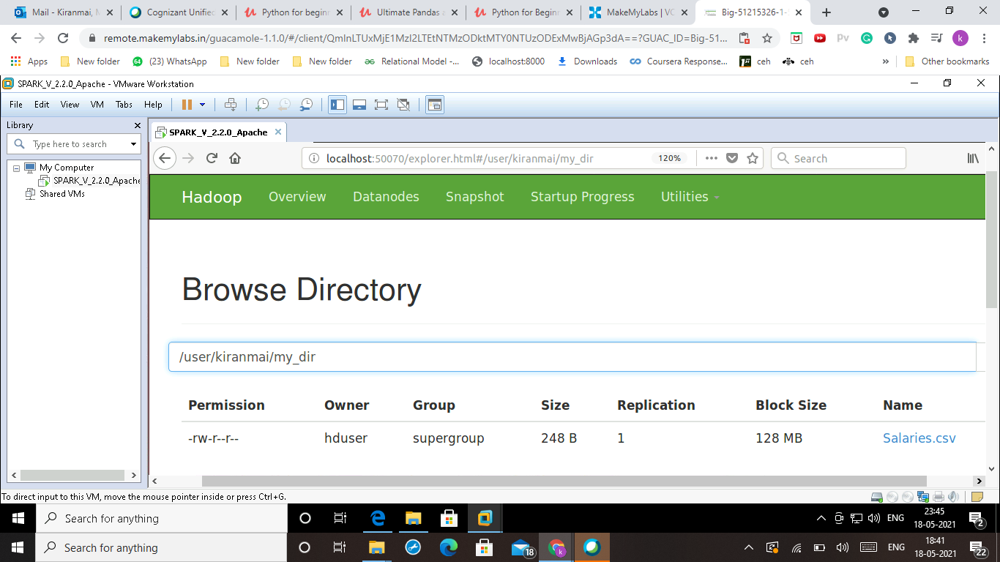 Mail - Kiranmai, M
Cognizant Unified
Python for beginn
Ultimate Pandas a
Python for Beginn
MakeMyLabs | VC
Big-51215326-1-
remote.makemylabs.in/guacamole-1.1.0/#/client/QmlnLTUxMjE1MzI2LTEtNTMzODktMTY0NTUzODExMwBjAGp3dA==?GUAC_ID=Big-51...
Apps
New folder
(23) WhatsApp
New folder
New folder
Relational Model -...
localhost:8000
Downloads
Coursera Response...
ceh
ceh
Other bookmarks
SPARK_V_2.2.0_Apache - VMware Workstation
File Edit View VM Tabs Help
Library
Type here to search
My Computer
SPARK_V_2.2.0_Apache
Shared VMs
SPARK_V_2.2.0_Apache
localhost:50070/explorer.html#/user/kiranmai/my_dir
120%
Search
Hadoop Overview Datanodes Snapshot Startup Progress Utilities
Browse Directory
/user/kiranmai/my_dir
Permission Owner Group Size Replication Block Size Name
-rw-r--r-- hduser supergroup 248 B 1 128 MB Salaries.csv
To direct input to this VM, move the mouse pointer inside or press Ctrl+G.
Search for anything
ENG
23:45
18-05-2021
2
Search for anything
18
ENG
18:41
18-05-2021
22